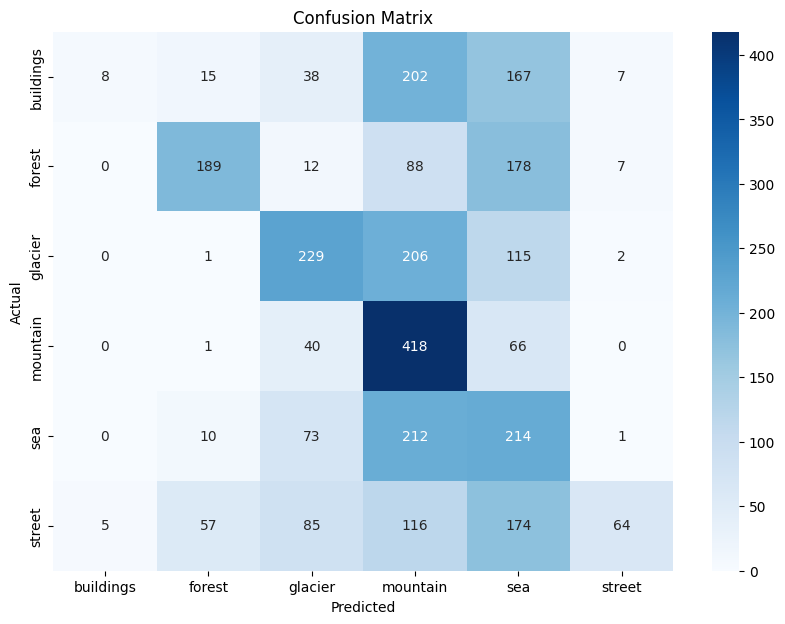 Confusion Matrix
Actual
buildings 8 15 38 202 167 7
forest 0 189 12 88 178 7
glacier 0 1 229 206 115 2
mountain 0 1 40 418 66 0
sea 0 10 73 212 214 1
street 5 57 85 116 174 64
buildings forest glacier mountain sea street
Predicted
400
350
300
250
200
150
100
50
0